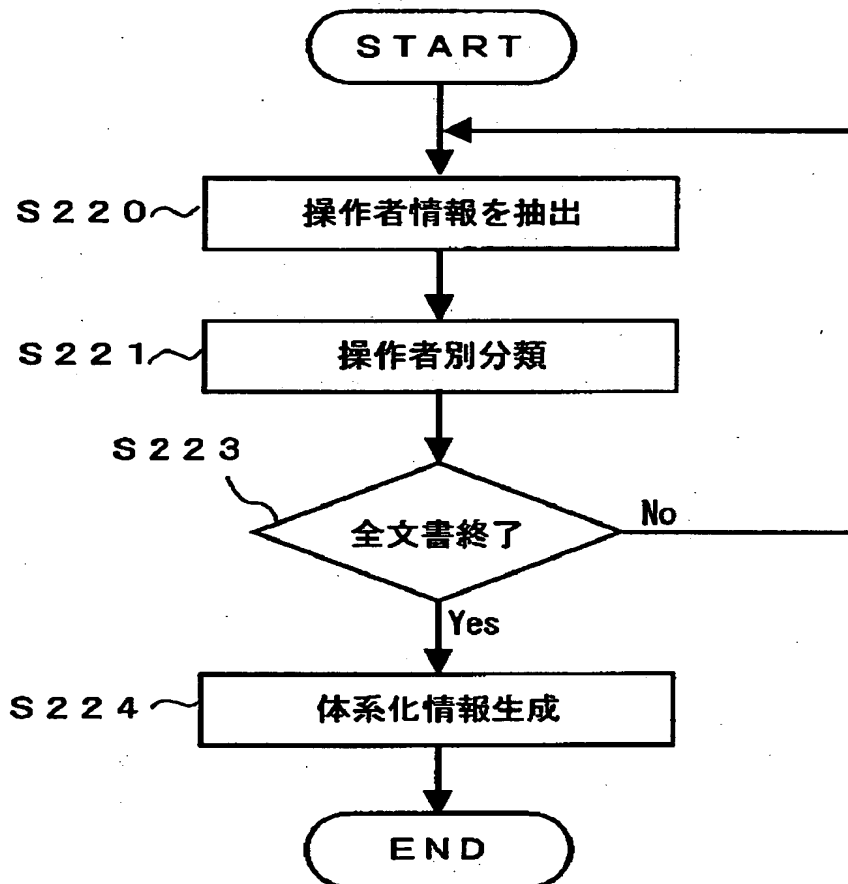 START
S220
操作者情報を抽出
S221
操作者別分類
S223
全文書終了
No
Yes
S224
体系化情報生成
END